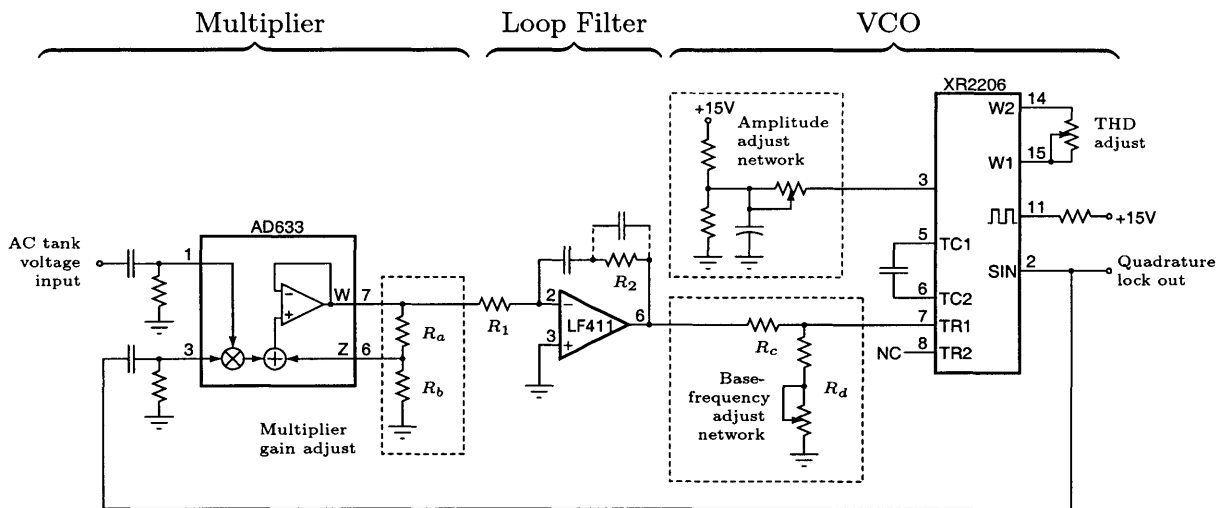 Multiplier
Loop Filter
VCO
+15V
Amplitude
adjust
network
XR2206
W2
14
THD
adjust
W1
15
3
11
+15V
5
TC1
SIN
2
Quadrature
lock out
6
TC2
7
TR1
NC
8
TR2
AC tank
voltage
input
1
AD633
−
+
W
7
3
Z
6
Ra
Rb
Multiplier
gain adjust
R1
R2
2
−
LF411
6
3
+
Rc
Rd
Base-
frequency
adjust
network